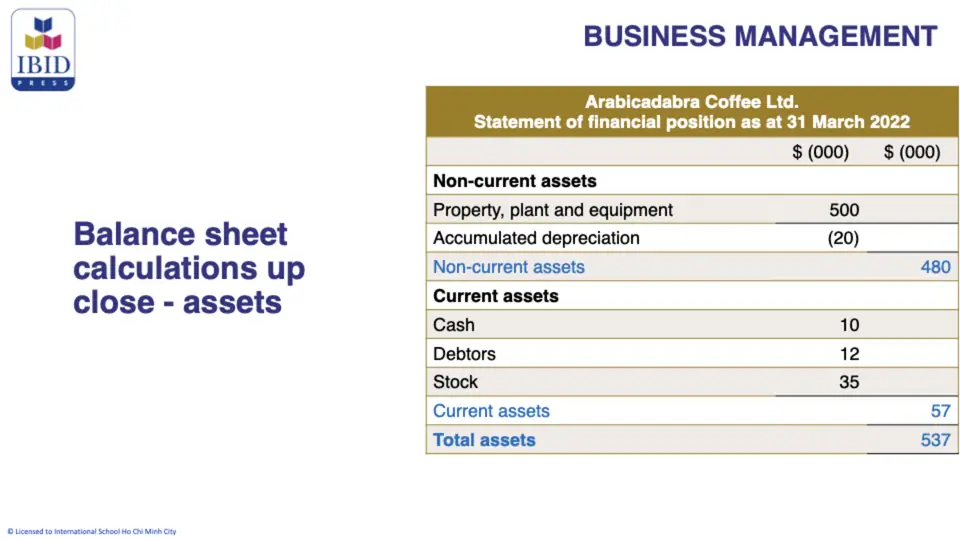 IBID
PRESS
BUSINESS MANAGEMENT
Balance sheet
calculations up
close - assets
Arabicadabra Coffee Ltd.
Statement of financial position as at 31 March 2022
$ (000) $ (000)
Non-current assets
Property, plant and equipment 500
Accumulated depreciation (20)
Non-current assets 480
Current assets
Cash 10
Debtors 12
Stock 35
Current assets 57
Total assets 537
© Licensed to International School Ho Chi Minh City